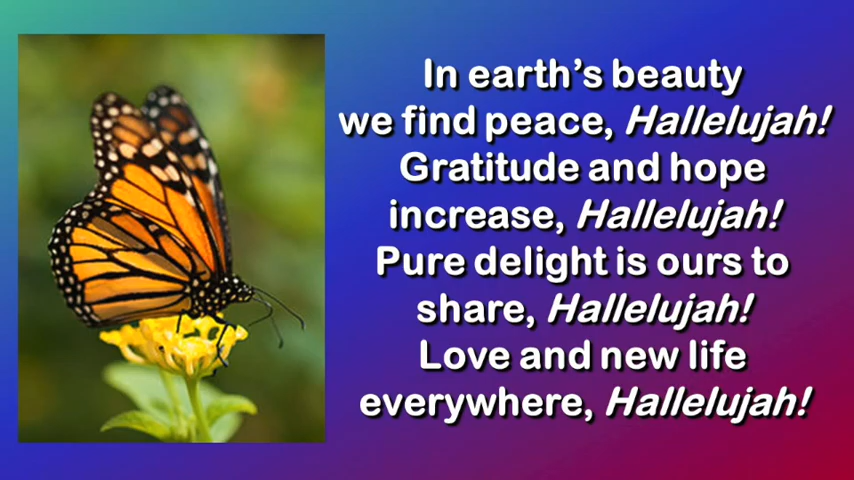 In earth’s beauty
we find peace, Hallelujah!
Gratitude and hope
increase, Hallelujah!
Pure delight is ours to
share, Hallelujah!
Love and new life
everywhere, Hallelujah!